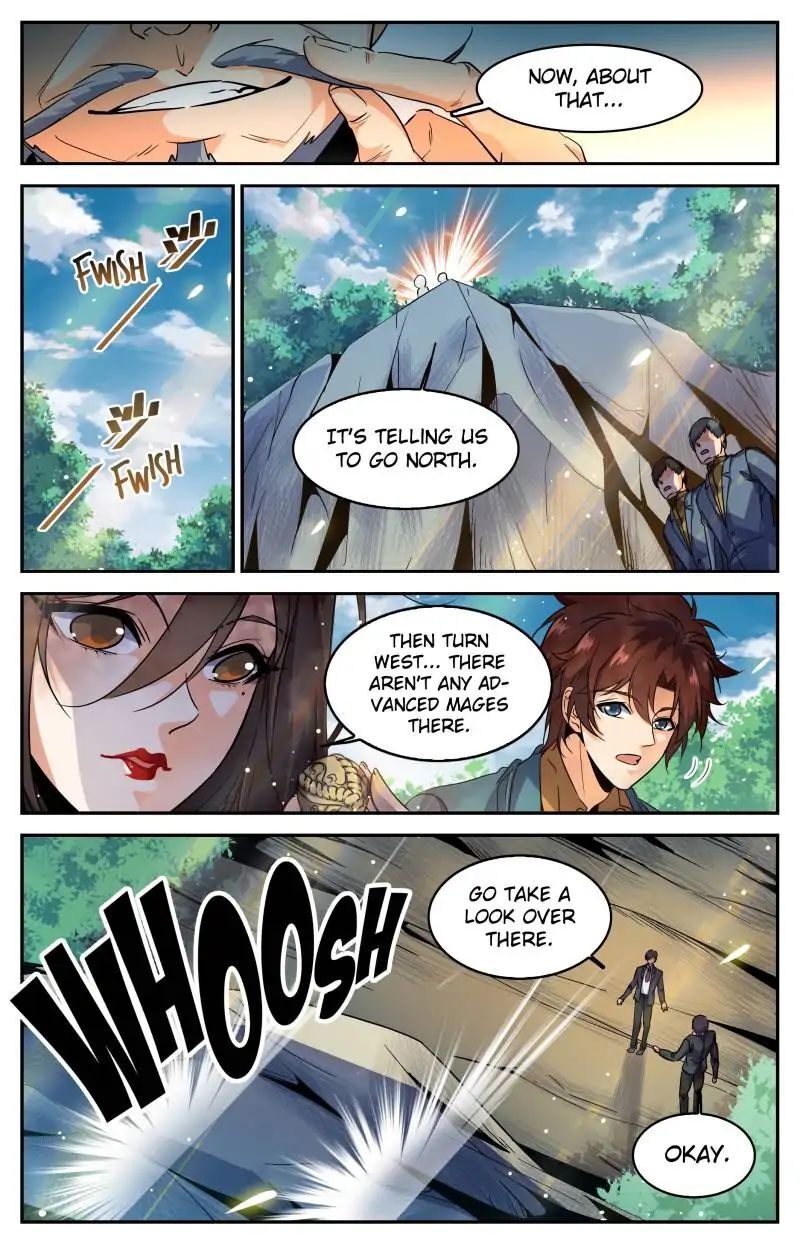 NOW, ABOUT
THAT...
FWISH
FWISH
IT'S TELLING US
TO GO NORTH.
THEN TURN
WEST... THERE
AREN'T ANY AD-
VANCED MAGES
THERE.
WHOOSH
GO TAKE A
LOOK OVER
THERE.
OKAY.